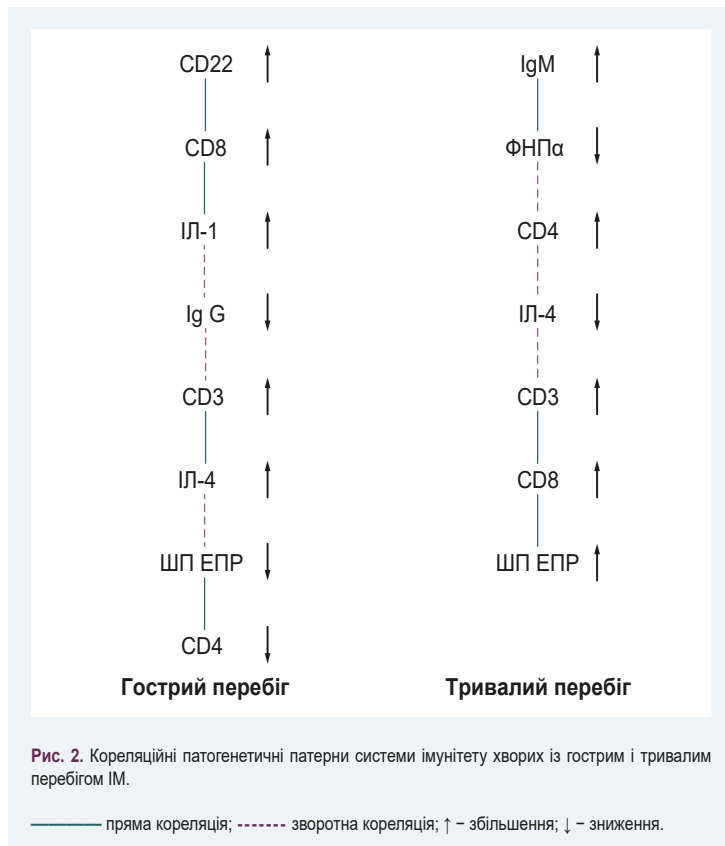 CD22 ↑
CD8 ↑
ІЛ-1 ↑
Ig G ↓
CD3 ↑
ІЛ-4 ↑
ШП ЕПР ↓
CD4 ↓
Гострий перебіг
IgM ↑
ФНПα ↓
CD4 ↑
ІЛ-4 ↓
CD3 ↑
CD8 ↑
ШП ЕПР ↑
Тривалий перебіг
Рис. 2. Кореляційні патогенетичні патерни системи імунітету хворих із гострим і тривалим
перебігом ІМ.
пряма кореляція; ------- зворотна кореляція; ↑ – збільшення; ↓ – зниження.